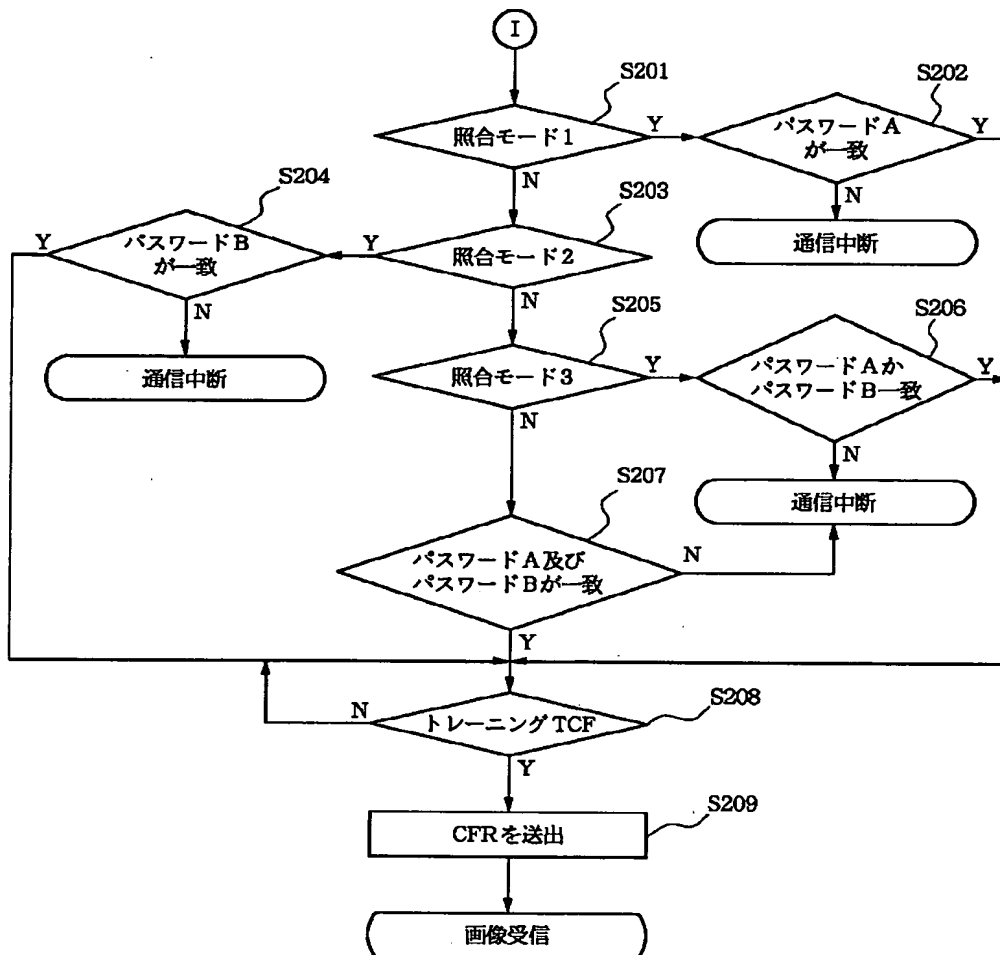 I
S201
照合モード1
Y
N
S202
パスワードA
が一致
Y
N
通信中断
S203
照合モード2
Y
N
S204
パスワードB
が一致
Y
N
通信中断
S205
照合モード3
Y
N
S206
パスワードAか
パスワードB一致
Y
N
通信中断
S207
パスワードA及び
パスワードBが一致
N
Y
S208
トレーニングTCF
N
Y
S209
CFRを送出
画像受信